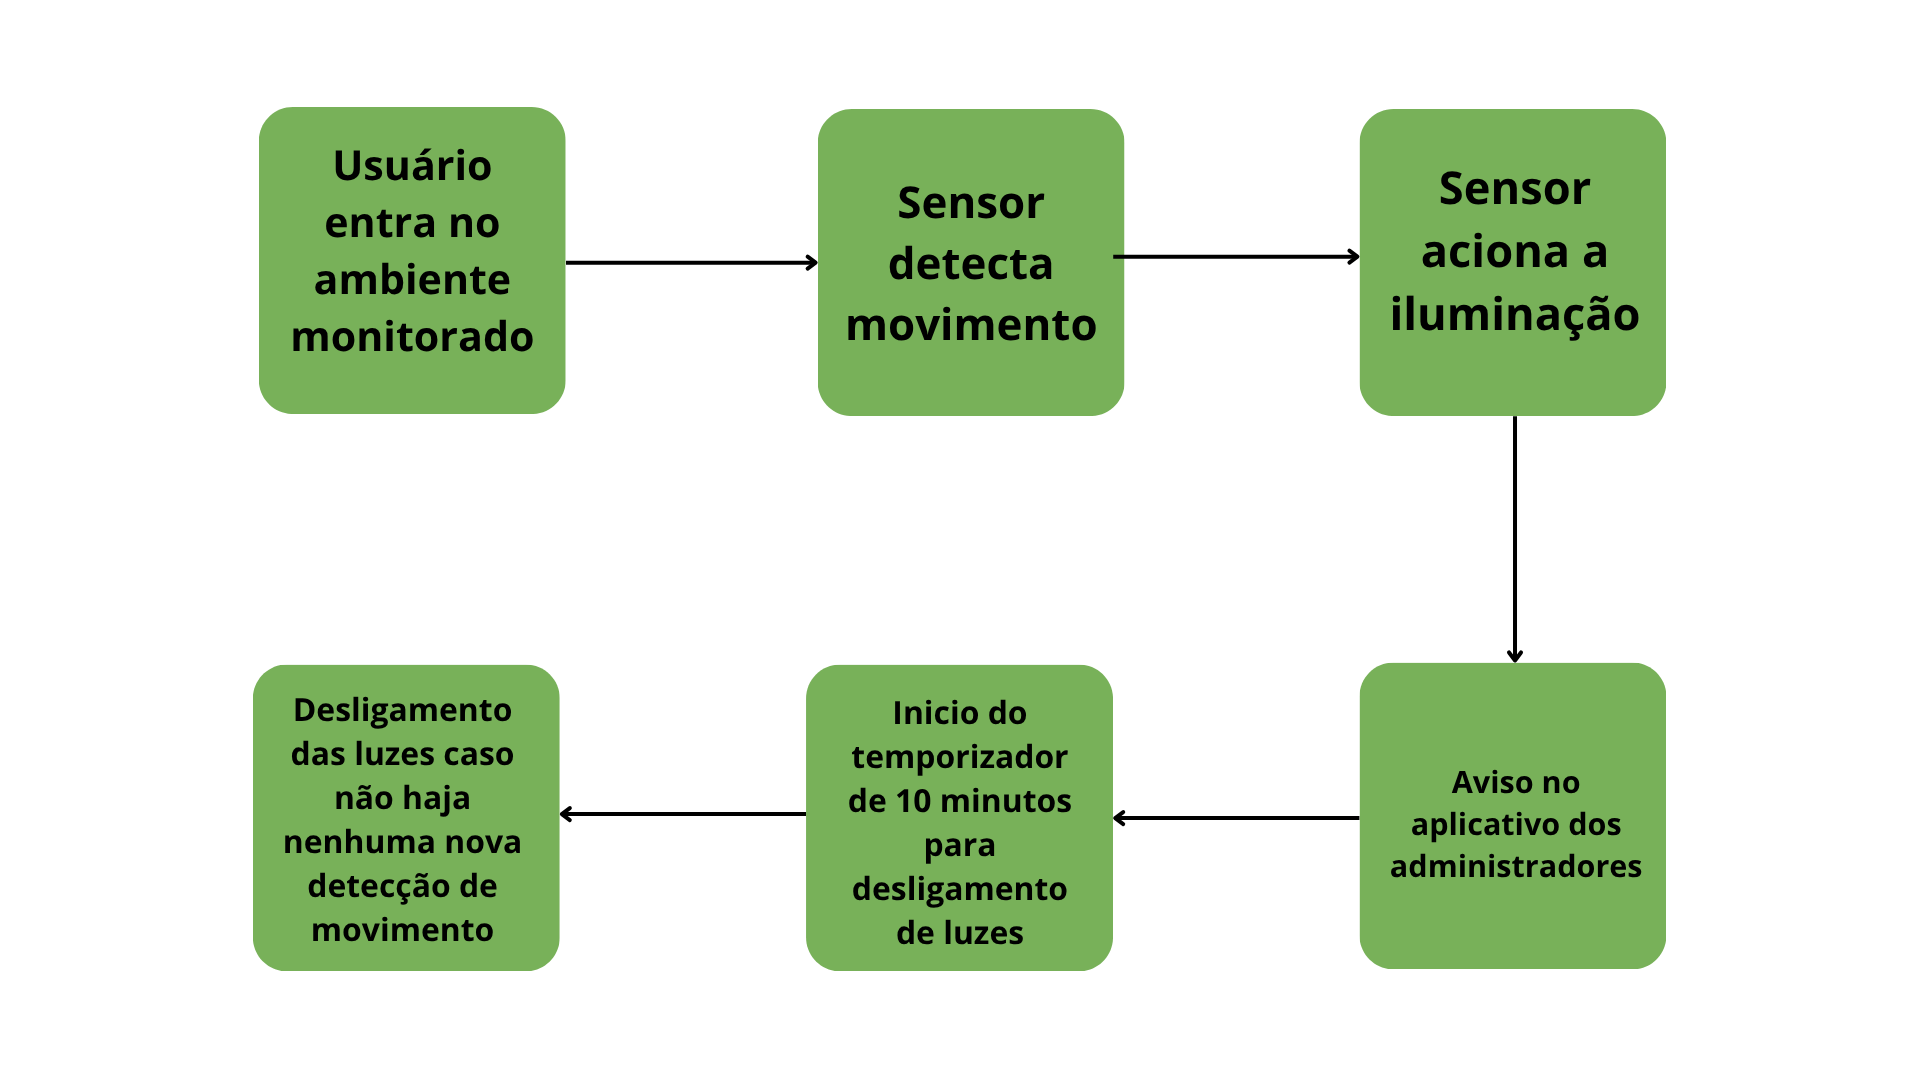 Usuário
entra no
ambiente
monitorado
Sensor
detecta
movimento
Sensor
aciona a
iluminação
Aviso no
aplicativo dos
administradores
Inicio do
temporizador
de 10 minutos
para
desligamento
de luzes
Desligamento
das luzes caso
não haja
nenhuma nova
detecção de
movimento